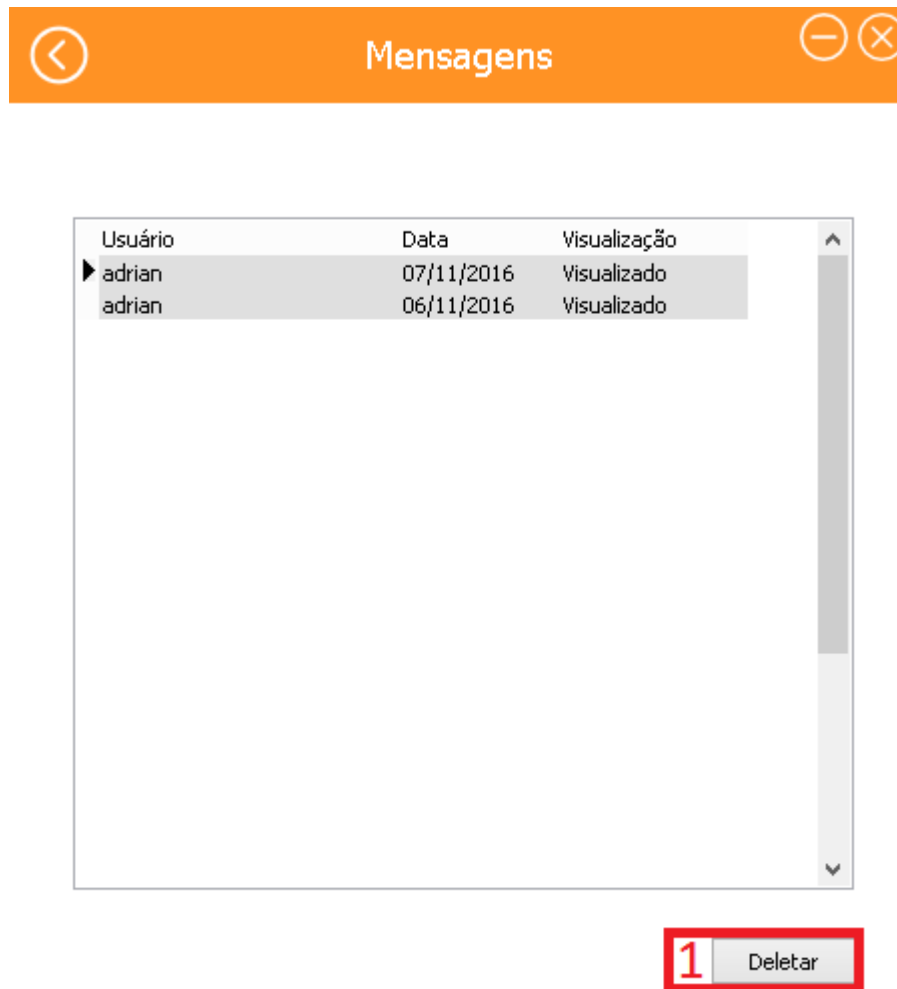 Mensagens
Usuário Data Visualização
adrian 07/11/2016 Visualizado
adrian 06/11/2016 Visualizado
1 Deletar